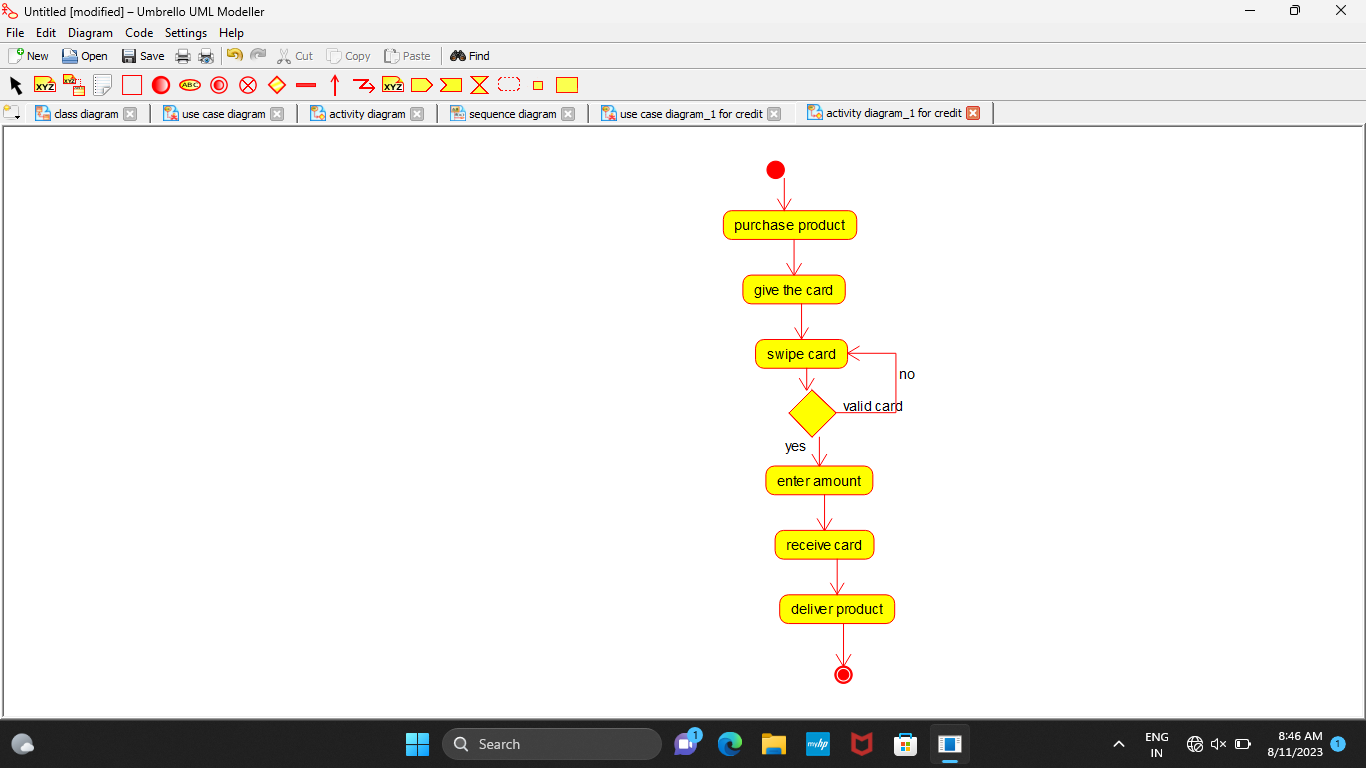 Untitled [modified] – Umbrello UML Modeller
File Edit Diagram Code Settings Help
New Open Save Cut Copy Paste Find
XYZ XYZ ABC XYZ
class diagram use case diagram activity diagram sequence diagram use case diagram_1 for credit activity diagram_1 for credit
purchase product
give the card
swipe card
no
valid card
yes
enter amount
receive card
deliver product
Search
1
myhp
ENG
IN
8:46 AM
8/11/2023
1